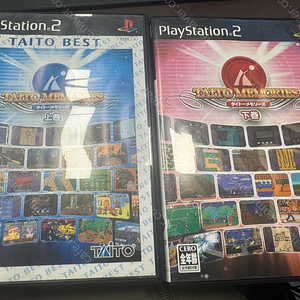 PlayStation 2
TAITO BEST
TAITO MEMORIES
タイトーメモリーズ
上巻
TAITO
TAITO BEST
PlayStation 2
TAITO MEMORIES
タイトーメモリーズ
下巻
CERO
全年齢